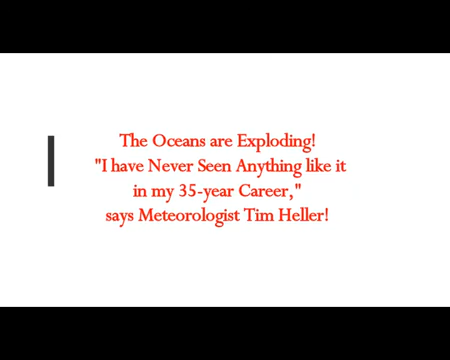 The Oceans are Exploding!
"I have Never Seen Anything like it
in my 35-year Career,"
says Meteorologist Tim Heller!